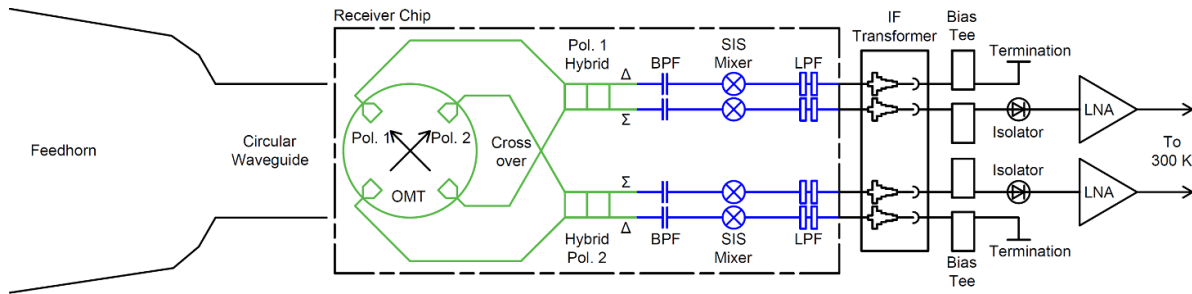 Receiver Chip
IF
Transformer
Bias
Tee
Pol. 1
Hybrid
Δ
BPF
SIS
Mixer
LPF
Termination
Σ
Isolator
LNA
Feedhorn
Circular
Waveguide
Pol. 1
Pol. 2
OMT
Cross
over
To
300 K
Σ
Isolator
LNA
Δ
Hybrid
Pol. 2
BPF
SIS
Mixer
LPF
Termination
Bias
Tee